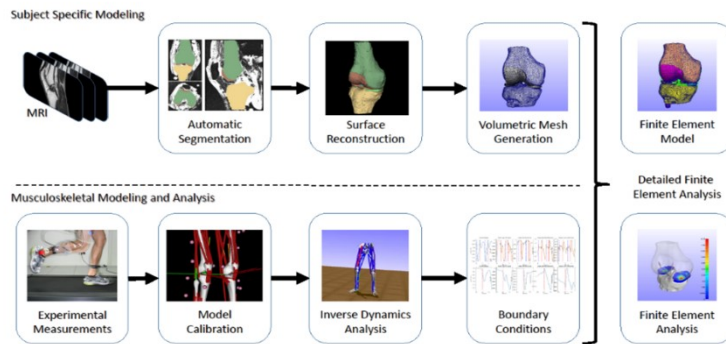 Subject Specific Modeling
MRI
Automatic
Segmentation
Surface
Reconstruction
Volumetric Mesh
Generation
Finite Element
Model
Detailed Finite
Element Analysis
Musculoskeletal Modeling and Analysis
Experimental
Measurements
Model
Calibration
Inverse Dynamics
Analysis
Boundary
Conditions
Finite Element
Analysis